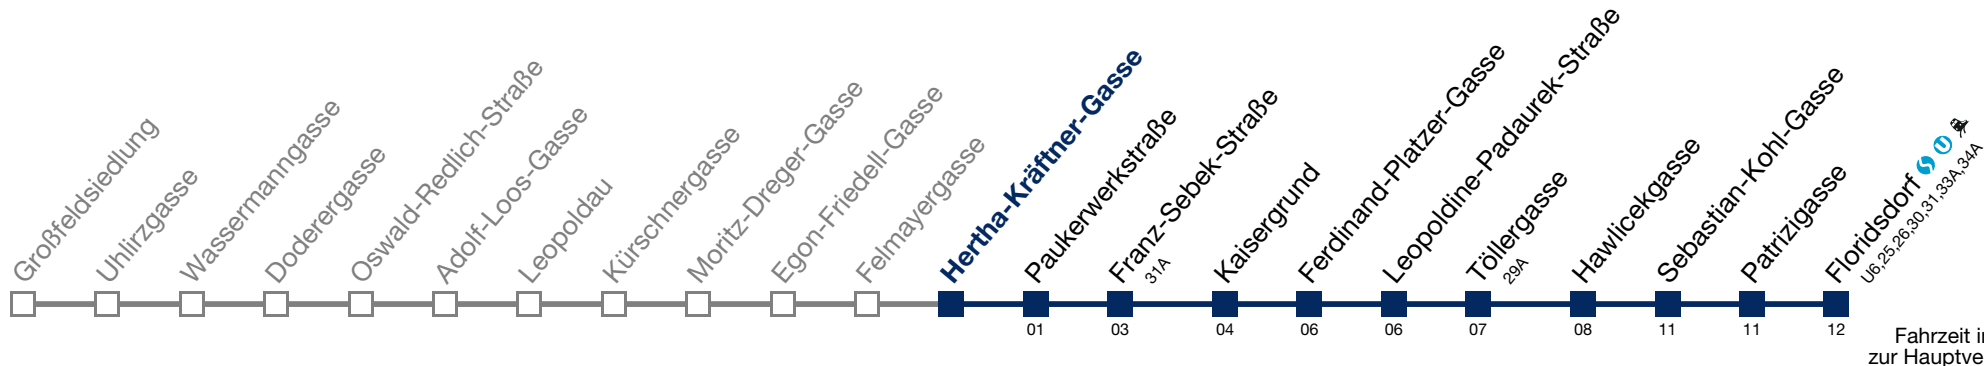 Großfeldsiedlung
Uhlirzgasse
Wassermanngasse
Doderergasse
Oswald-Redlich-Straße
Adolf-Loos-Gasse
Leopoldau
Kürschnergasse
Moritz-Dreger-Gasse
Egon-Friedell-Gasse
Felmayergasse
Hertha-Kräftner-Gasse
Paukerwerkstraße
Franz-Sebek-Straße
31A
Kaisergrund
Ferdinand-Platzer-Gasse
Leopoldine-Padaurek-Straße
Töllergasse
29A
Hawlicekgasse
Sebastian-Kohl-Gasse
Patrizigasse
Floridsdorf S U
U6,25,26,30,31,33A,34A
01 03 04 06 06 07 08 11 11 12
Fahrzeit i
zur Hauptve